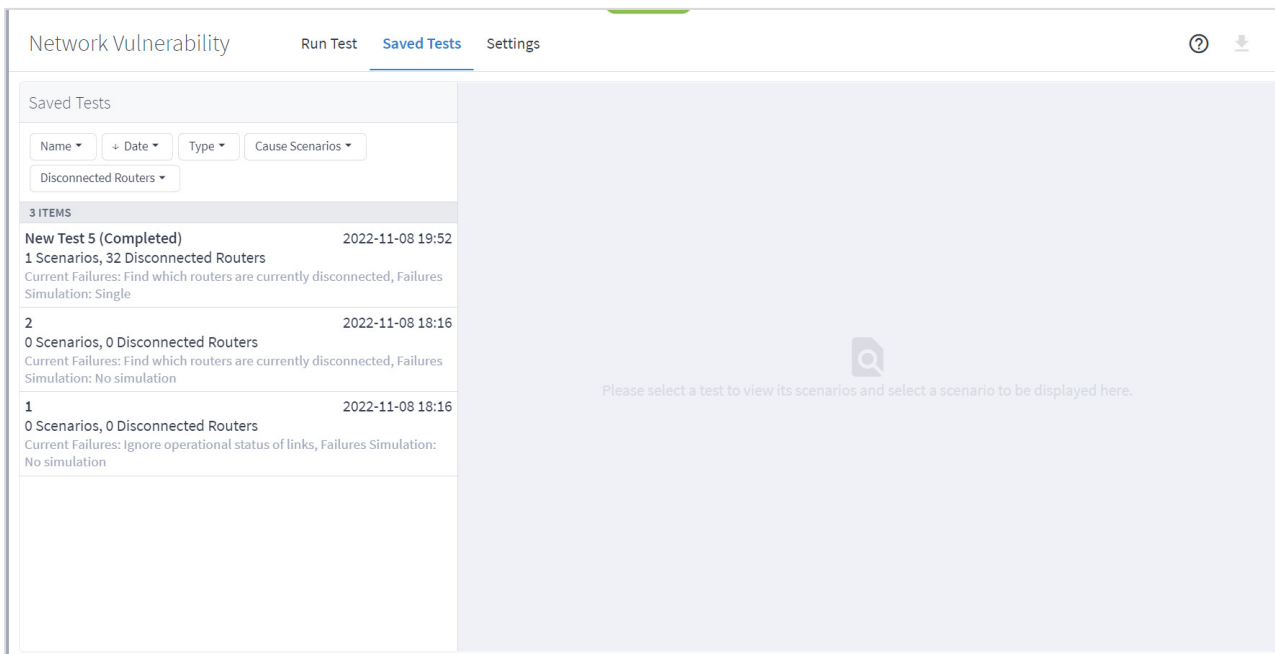 Network Vulnerability
Run Test
Saved Tests
Settings
Saved Tests
Name
Date
Type
Cause Scenarios
Disconnected Routers
3 ITEMS
New Test 5 (Completed) 2022-11-08 19:52
1 Scenarios, 32 Disconnected Routers
Current Failures: Find which routers are currently disconnected, Failures
Simulation: Single
2 2022-11-08 18:16
0 Scenarios, 0 Disconnected Routers
Current Failures: Find which routers are currently disconnected, Failures
Simulation: No simulation
1 2022-11-08 18:16
0 Scenarios, 0 Disconnected Routers
Current Failures: Ignore operational status of links, Failures Simulation:
No simulation
Please select a test to view its scenarios and select a scenario to be displayed here.